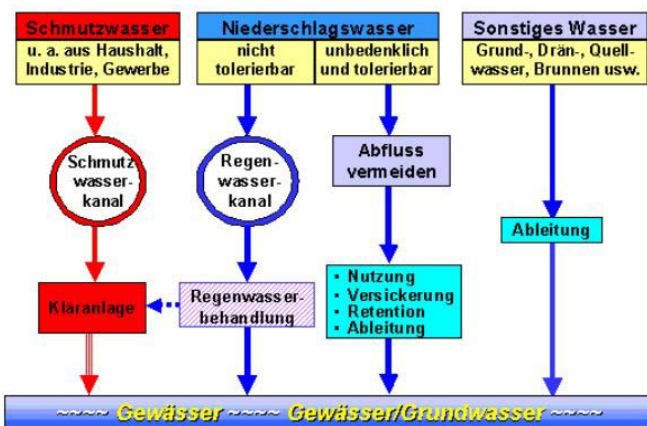 Schmutzwasser
u. a. aus Haushalt,
Industrie, Gewerbe
Niederschlagswasser
nicht
tolerierbar
unbedenklich
und tolerierbar
Sonstiges Wasser
Grund-, Drän-, Quell-
wasser, Brunnen usw.
Schmutz-
wasser-
kanal
Regen-
wasser-
kanal
Abfluss
vermeiden
Ableitung
Kläranlage
Regenwasser-
behandlung
▪ Nutzung
▪ Versickerung
▪ Retention
▪ Ableitung
~~~~ Gewässer ~~~~ Gewässer/Grundwasser ~~~~